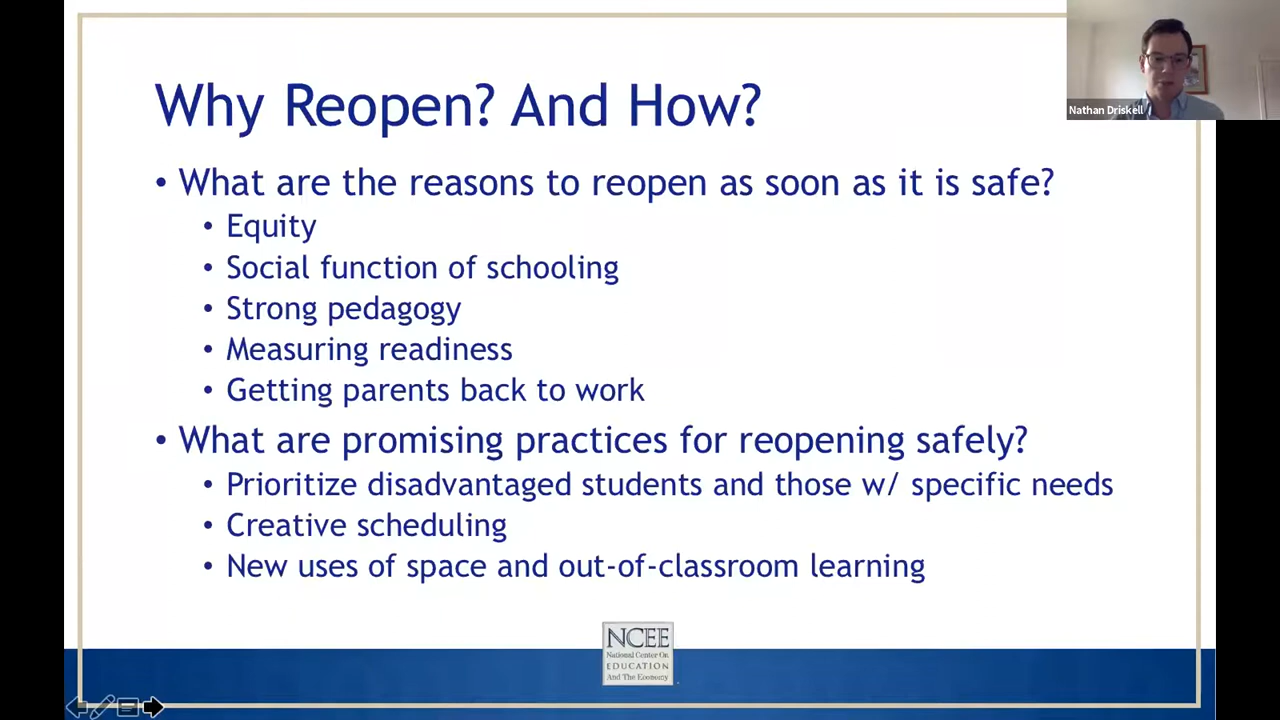 Why Reopen? And How?
Nathan Driskell
• What are the reasons to reopen as soon as it is safe?
• Equity
• Social function of schooling
• Strong pedagogy
• Measuring readiness
• Getting parents back to work
• What are promising practices for reopening safely?
• Prioritize disadvantaged students and those w/ specific needs
• Creative scheduling
• New uses of space and out-of-classroom learning
NCEE
National Center On
EDUCATION
And The Economy